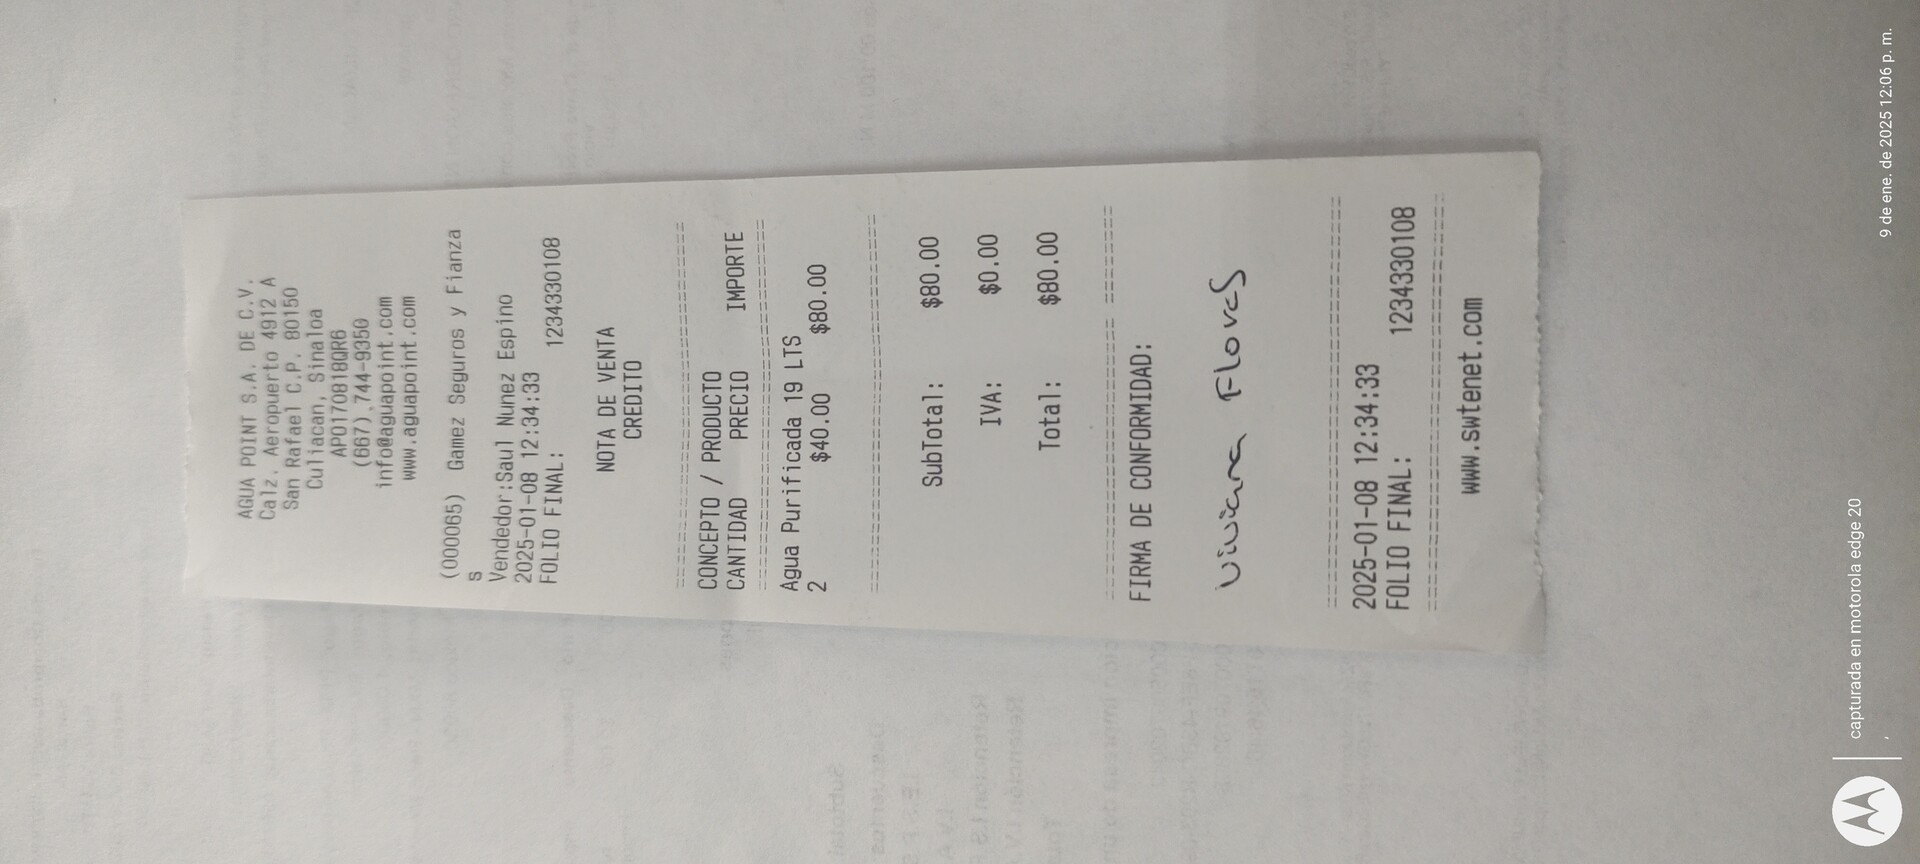 AGUA POINT S.A. DE C.V.
Calz. Aeropuerto 4912 A
San Rafael C.P. 80150
Culiacan, Sinaloa
APO170818QR6
(667).744-9350
info@aguapoint.com
www.aguapoint.com
(000065) Gamez Seguros y Fianza
s
Vendedor:Saul Nunez Espino
2025-01-08 12:34:33
FOLIO FINAL: 1234330108
NOTA DE VENTA
CREDITO
==============================
CONCEPTO / PRODUCTO
CANTIDAD PRECIO IMPORTE
==============================
Agua Purificada 19 LTS
2 $40.00 $80.00
==============================
SubTotal: $80.00
IVA: $0.00
Total: $80.00
==============================
FIRMA DE CONFORMIDAD:
Viviana Flores
==============================
2025-01-08 12:34:33
FOLIO FINAL:
1234330108
==============================
www.swtenet.com
capturada en motorola edge 20
,
9 de ene. de 2025 12:06 p. m.